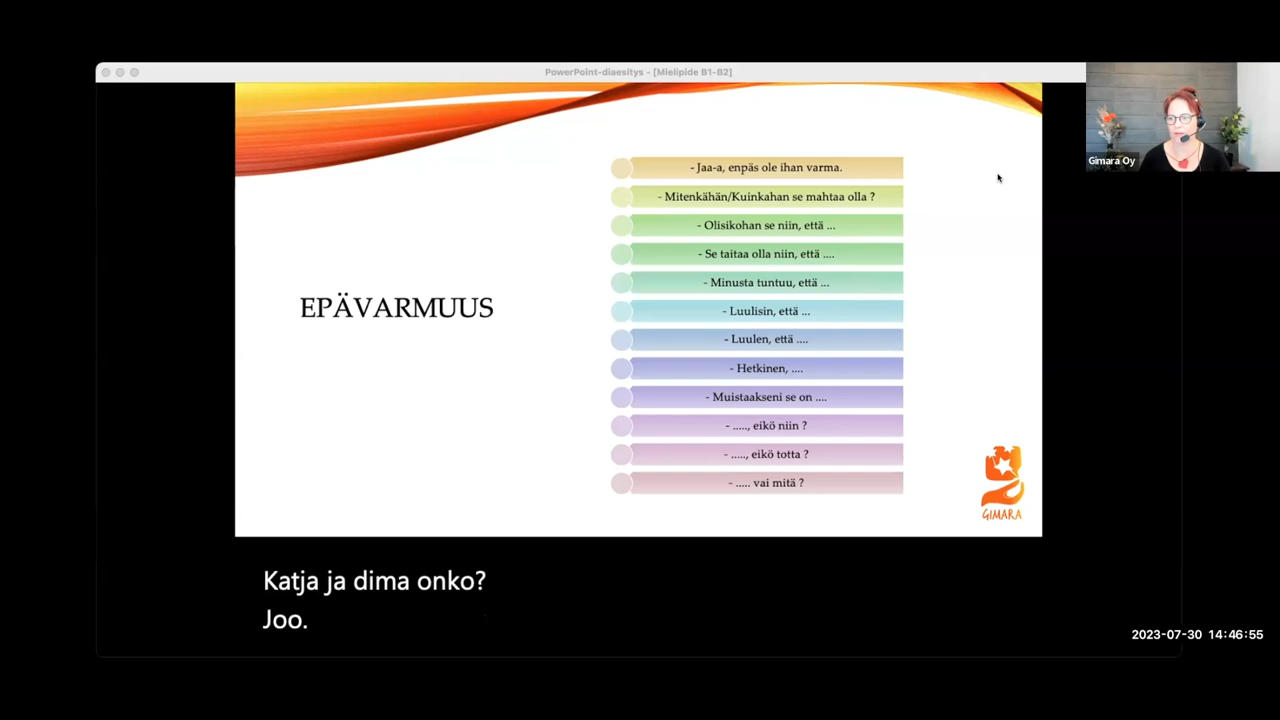 PowerPoint-diaesitys - [Mielipide B1-B2]
Gimara Oy
- Jaa-a, enpäs ole ihan varma.
- Mitenkähän/Kuinkahan se mahtaa olla ?
- Olisikohan se niin, että ...
- Se taitaa olla niin, että ....
- Minusta tuntuu, että ...
EPÄVARMUUS
- Luulisin, että ...
- Luulen, että ....
- Hetkinen, ....
- Muistaakseni se on ....
- ....., eikö niin ?
- ....., eikö totta ?
- ..... vai mitä ?
GIMARA
Katja ja dima onko?
Joo.
2023-07-30 14:46:55